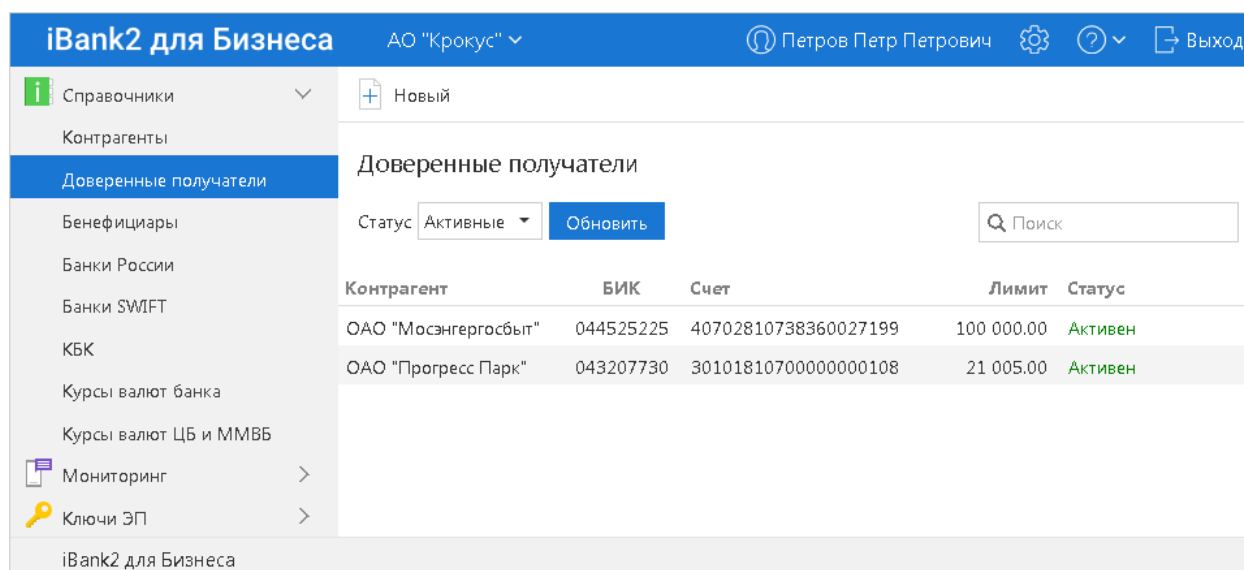 iBank2 для Бизнеса АО "Крокус" Петров Петр Петрович Выход
Справочники
Новый
Контрагенты
Доверенные получатели
Бенефициары
Банки России
Банки SWIFT
КБК
Курсы валют банка
Курсы валют ЦБ и ММВБ
Мониторинг
Ключи ЭП
iBank2 для Бизнеса
Доверенные получатели
Статус Активные Обновить Поиск
Контрагент БИК Счет Лимит Статус
ОАО "Мосэнгергосбыт" 044525225 40702810738360027199 100 000.00 Активен
ОАО "Прогресс Парк" 043207730 30101810700000000108 21 005.00 Активен